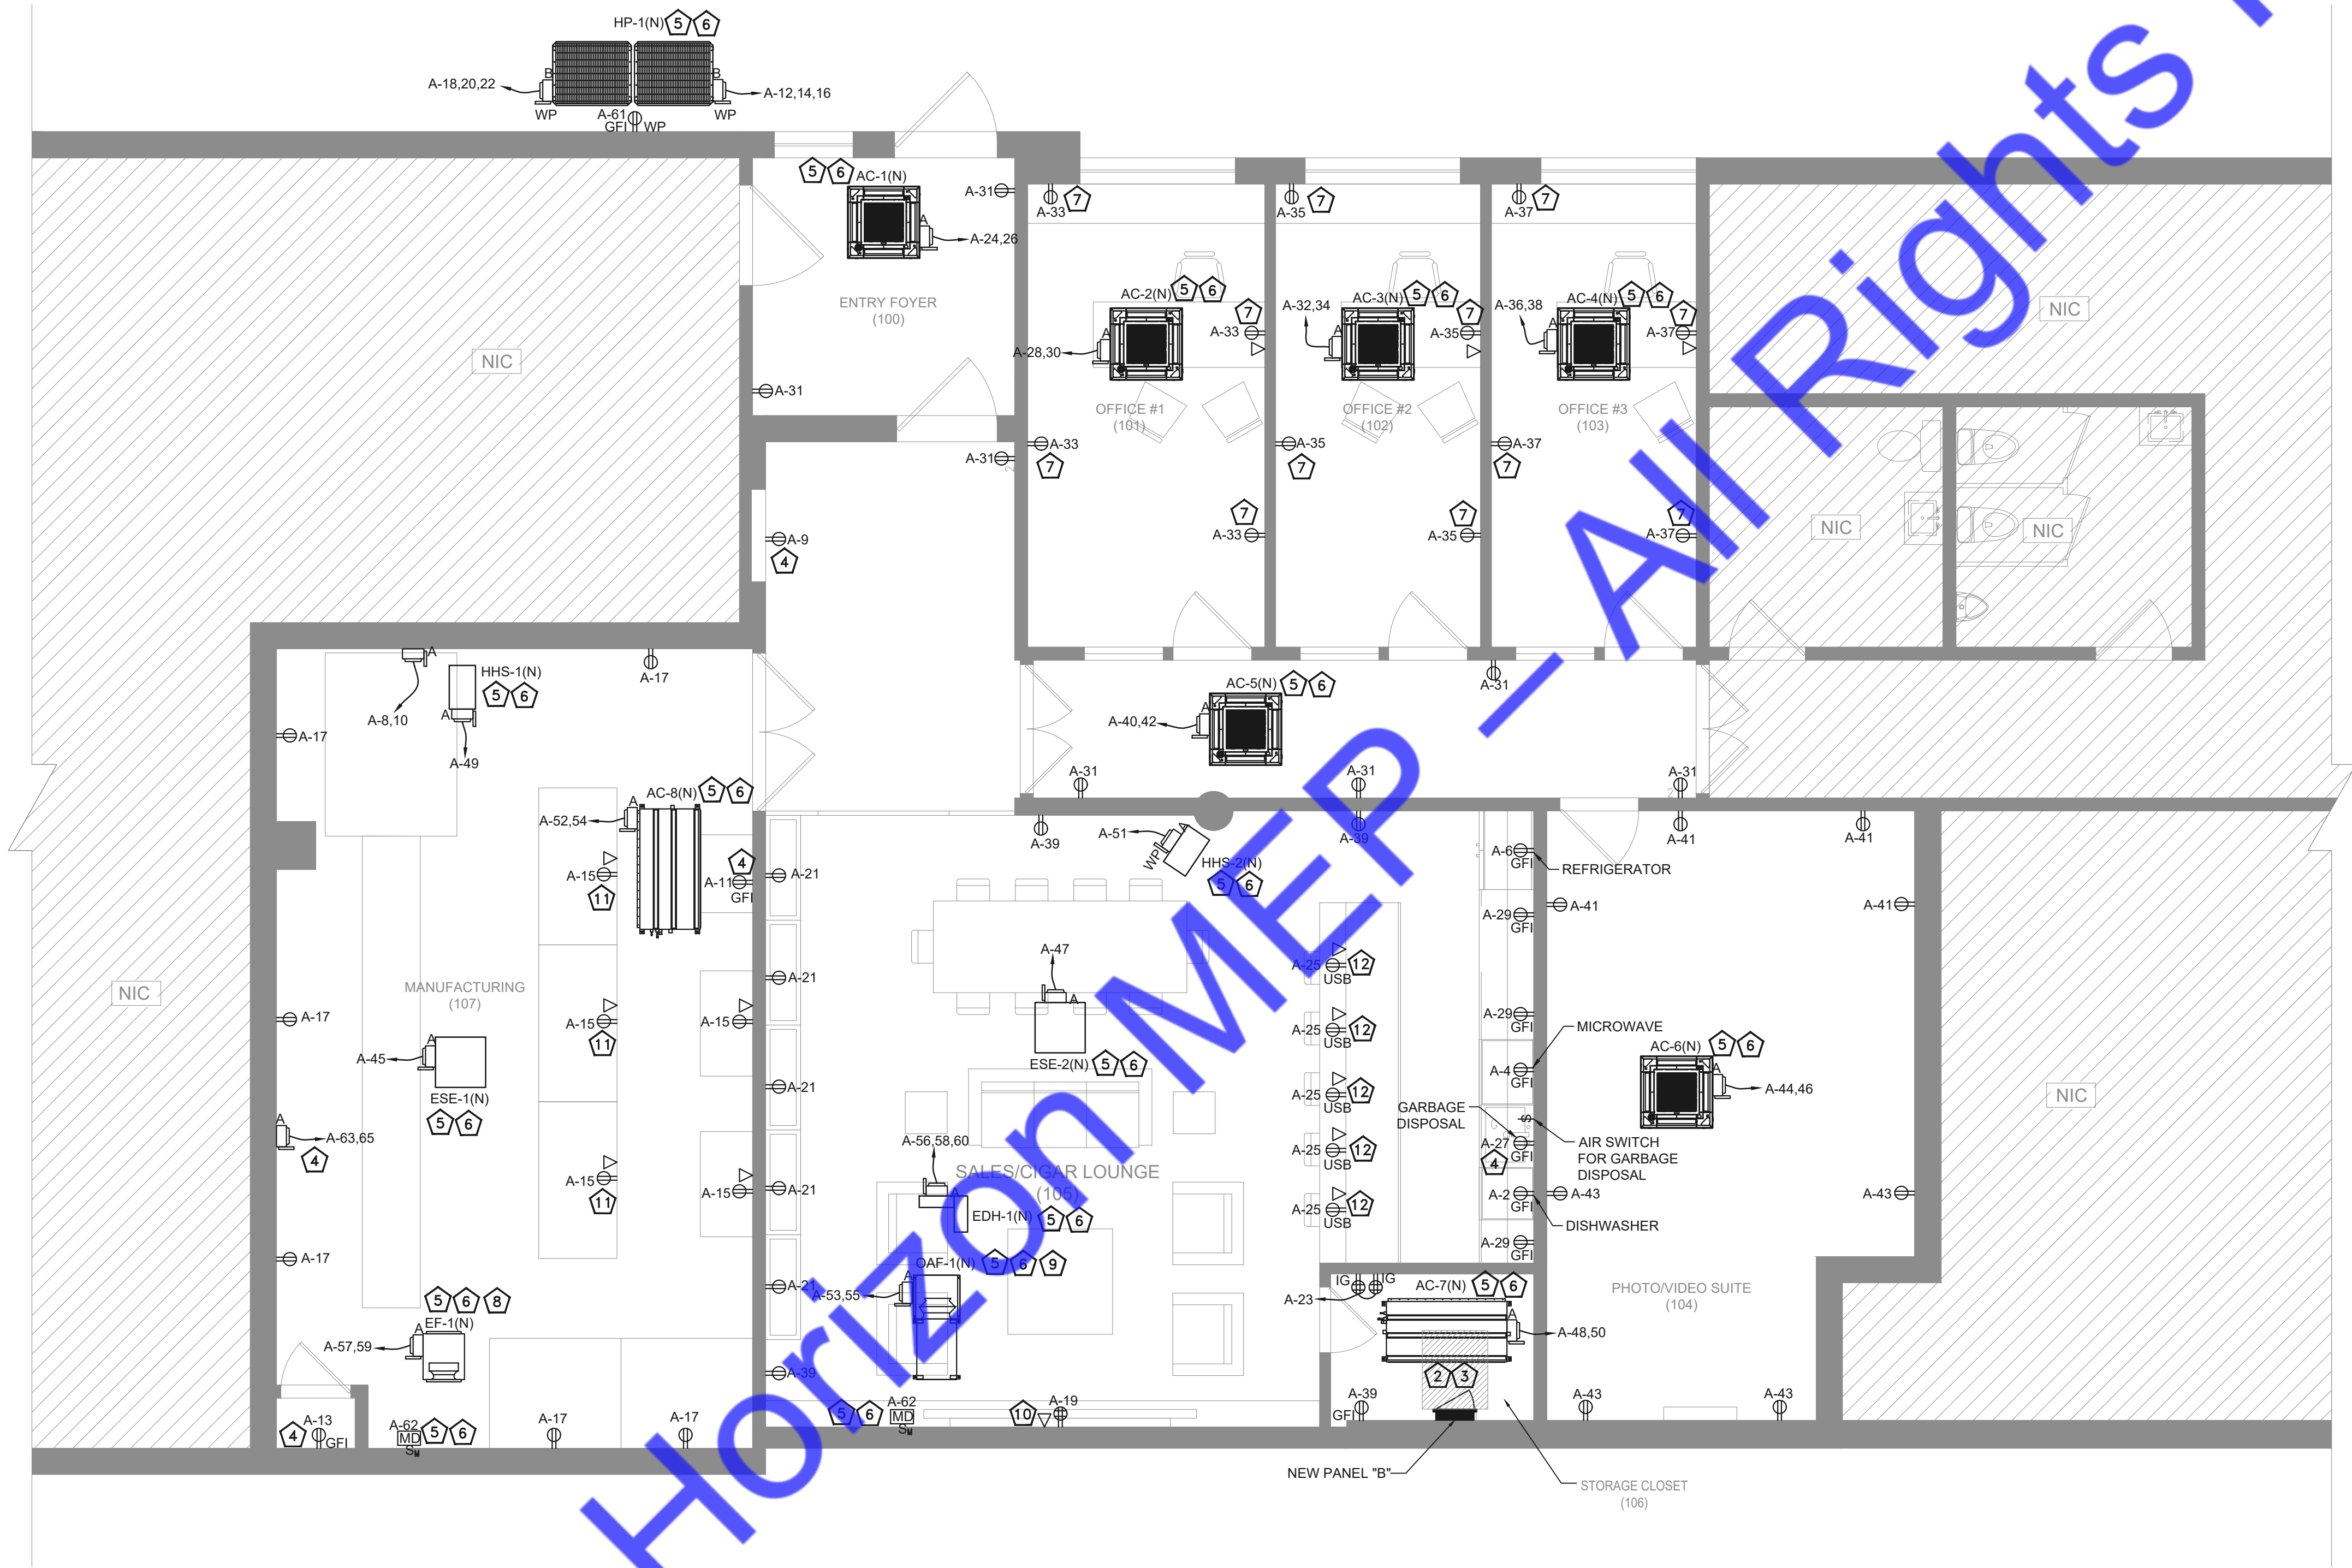 HP-1(N) 5 6
B
B
A-18,20,22
A-12,14,16
WP
A-61
GFI
WP
WP
5 6
AC-1(N)
A
A-24,26
A-31
ENTRY FOYER
(100)
A-31
A-31
2
A-9
4
NIC
A-33 7
A-35 7
A-37 7
AC-2(N) 5 6
A
A-28,30
7
A-33
OFFICE #1
(101)
A-33
7
7
A-33
AC-3(N) 5 6
A
A-32,34
7
A-35
OFFICE #2
(102)
A-35
7
7
A-35
AC-4(N) 5 6
A
A-36,38
7
A-37
OFFICE #3
(103)
A-37
7
7
A-37
NIC
NIC
NIC
A-31
AC-5(N) 5 6
A
A-40,42
A-31
A-31
A-31
2
A
A-8,10
HHS-1(N)
5 6
A
A-49
A-17
A-17
AC-8(N) 5 6
A
A-52,54
A-15
11
4
A-11
GFI
NIC
MANUFACTURING
(107)
A-17
A-15
11
A-15
A
A-45
ESE-1(N)
5 6
A
A-63,65
4
A-15
11
A-15
A-17
5 6 8
EF-1(N)
A
A-57,59
4
A-13
GFI
A-62
MD
5 6
SM
A-17
A-17
A-21
A-21
A-21
A-21
A-21
A-39
A-39
A-39
A-51
A
WP
HHS-2(N)
5 6
A-47
A
ESE-2(N) 5 6
A-56,58,60
A
SALES/CIGAR LOUNGE
(105)
EDH-1(N) 5 6
OAF-1(N) 5 6 9
A
A-53,55
5 6
A-62
MD
SM
10
A-19
A-25
USB
12
A-25
USB
12
A-25
USB
12
A-25
USB
12
A-25
USB
12
A-6
GFI
REFRIGERATOR
A-29
GFI
A-29
GFI
MICROWAVE
A-4
GFI
GARBAGE
DISPOSAL
S
A-27
GFI
4
AIR SWITCH
FOR GARBAGE
DISPOSAL
A-2
GFI
DISHWASHER
A-29
GFI
IG
IG
A-23
AC-7(N) 5 6
A
A-48,50
2 3
A-39
GFI
NEW PANEL "B"
STORAGE CLOSET
(106)
A-41
A-41
A-41
A-41
AC-6(N) 5 6
A
A-44,46
A-43
A-43
PHOTO/VIDEO SUITE
(104)
A-43
A-43
NIC
Horizon MEP - All Rights